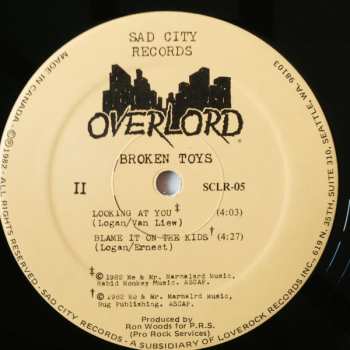 SAD CITY
RECORDS
OVERLORD
BROKEN TOYS
II
SCLR-05
LOOKING AT YOU‡ (4:03)
(Logan/Van Liew)
BLAME IT ON THE KIDS† (4:27)
(Logan/Ernest)
‡© 1982 Me & Mr. Marmalard Music,
Rabid Monkey Music. ASCAP.
†© 1982 Me & Mr. Marmalrd Music,
Bug Publishing. ASCAP.
Produced by
Ron Woods for P.R.S.
(Pro Rock Services)
MADE IN CANADA
©1982 - ALL RIGHTS RESERVED. SAD CITY RECORDS - A SUBSIDIARY OF LOVEROCK RECORDS INC., 619 N. 35TH, SUITE 310, SEATTLE, WA. 98103